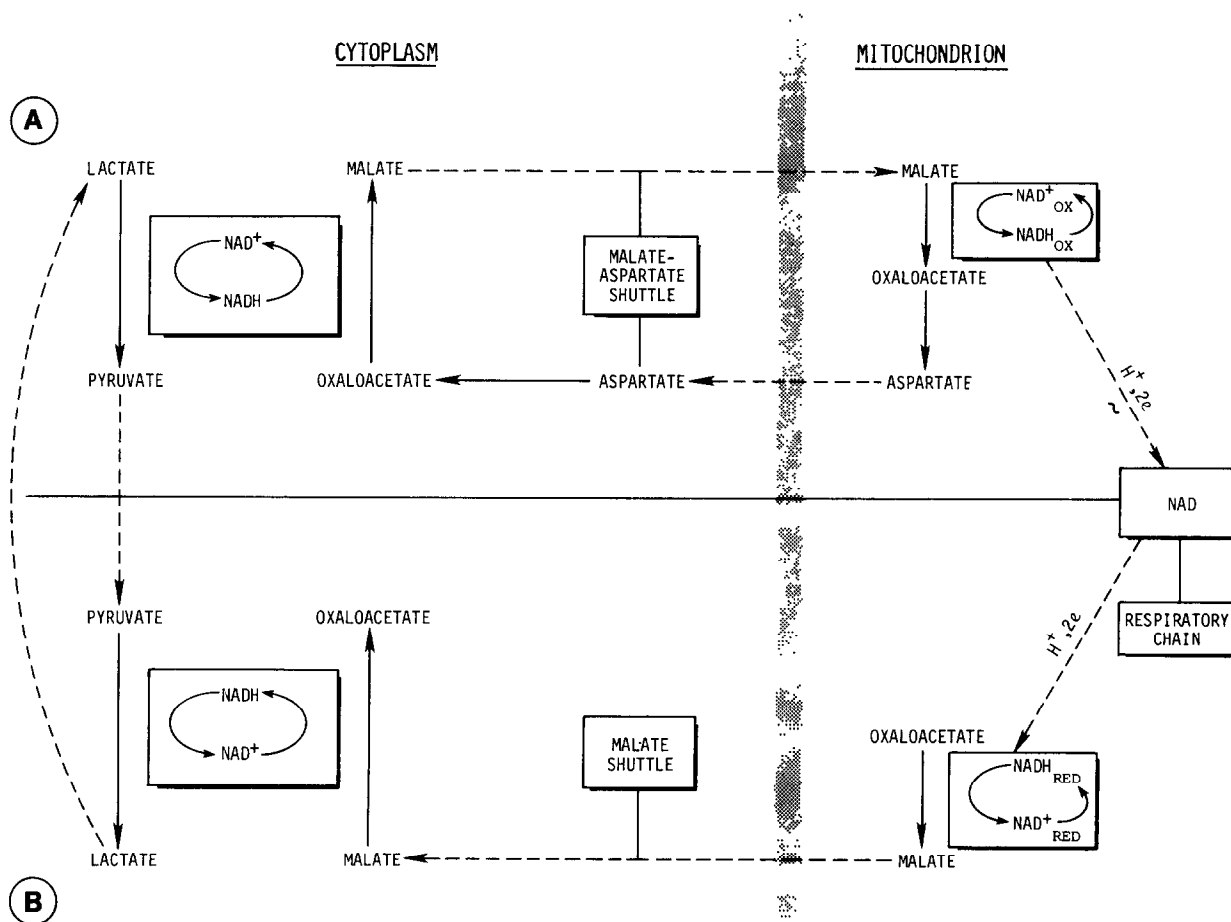 CYTOPLASM
MITOCHONDRION
A
LACTATE
MALATE
MALATE
NAD+
NADH
NAD+OX
NADHOX
MALATE-
ASPARTATE
SHUTTLE
OXALOACETATE
PYRUVATE
OXALOACETATE
ASPARTATE
ASPARTATE
H+,2e
~
NAD
PYRUVATE
OXALOACETATE
RESPIRATORY
CHAIN
H+,2e
NADH
NAD+
MALATE
SHUTTLE
OXALOACETATE
NADHRED
NAD+RED
LACTATE
MALATE
MALATE
B